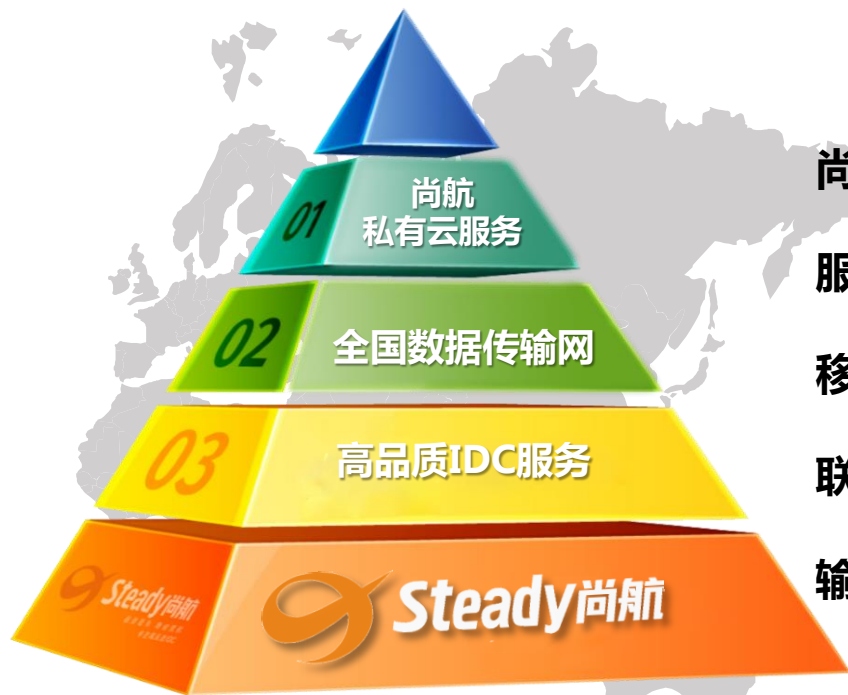 01
尚航
私有云服务
02
全国数据传输网
03
高品质IDC服务
Steady尚航
Steady尚航
尚
服
移
联
输